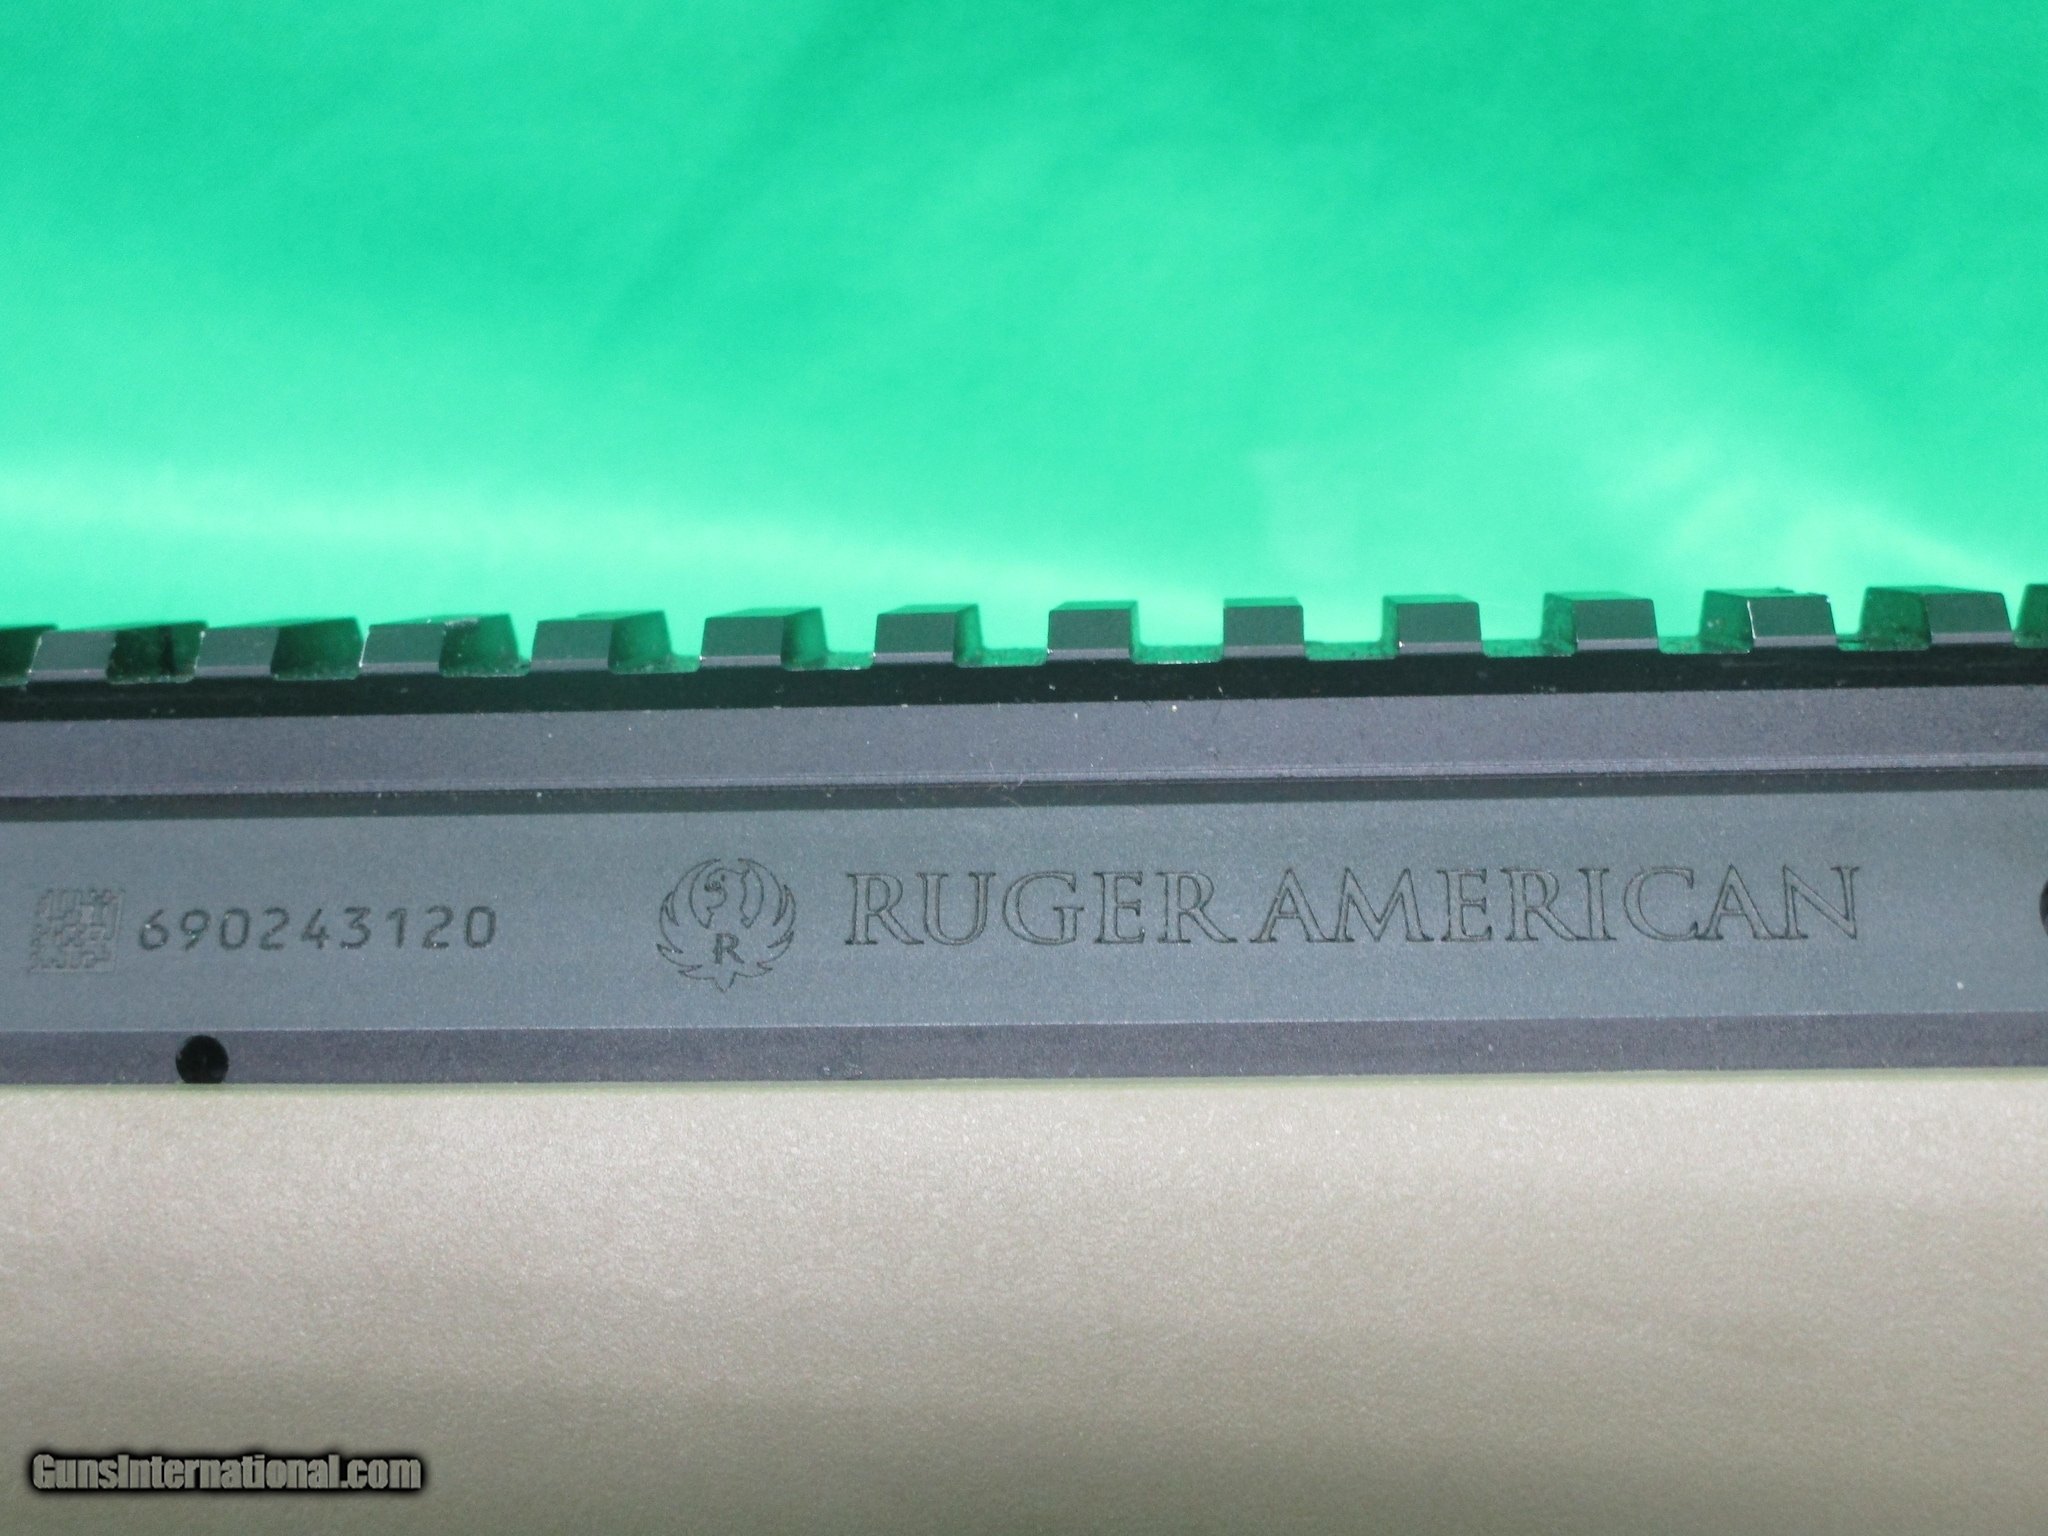 690243120 R RUGER AMERICAN
GunsInternational.com